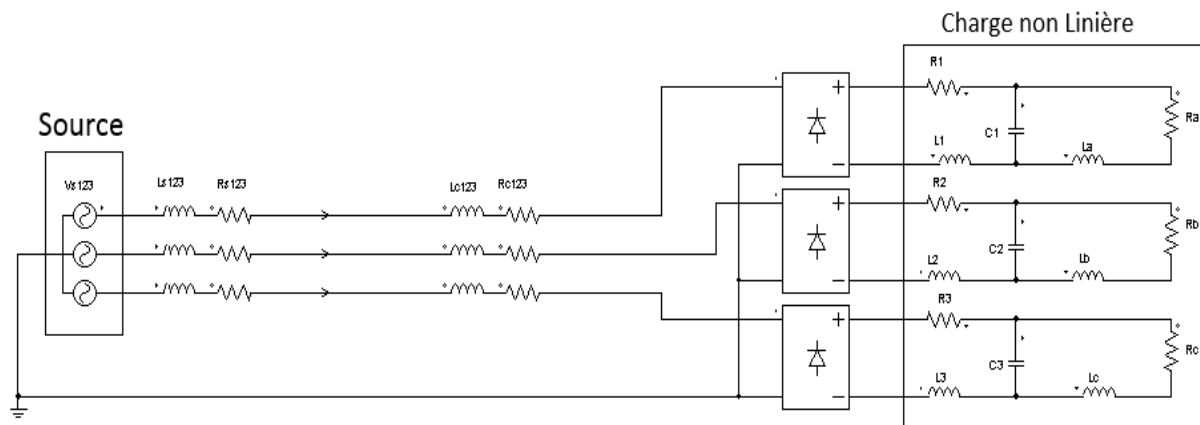 Charge non Linière
R1
C1
L1
La
Ra
Source
Vs123
Ls123
Rs123
Lc123
Rc123
R2
C2
L2
Lb
Rb
R3
C3
L3
Lc
Rc